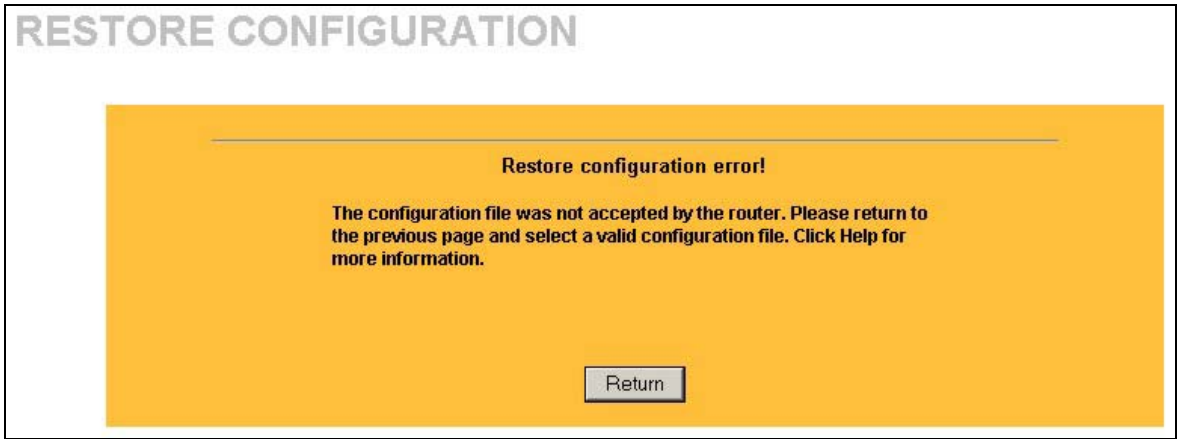 RESTORE CONFIGURATION
Restore configuration error!
The configuration file was not accepted by the router. Please return to
the previous page and select a valid configuration file. Click Help for
more information.
Return